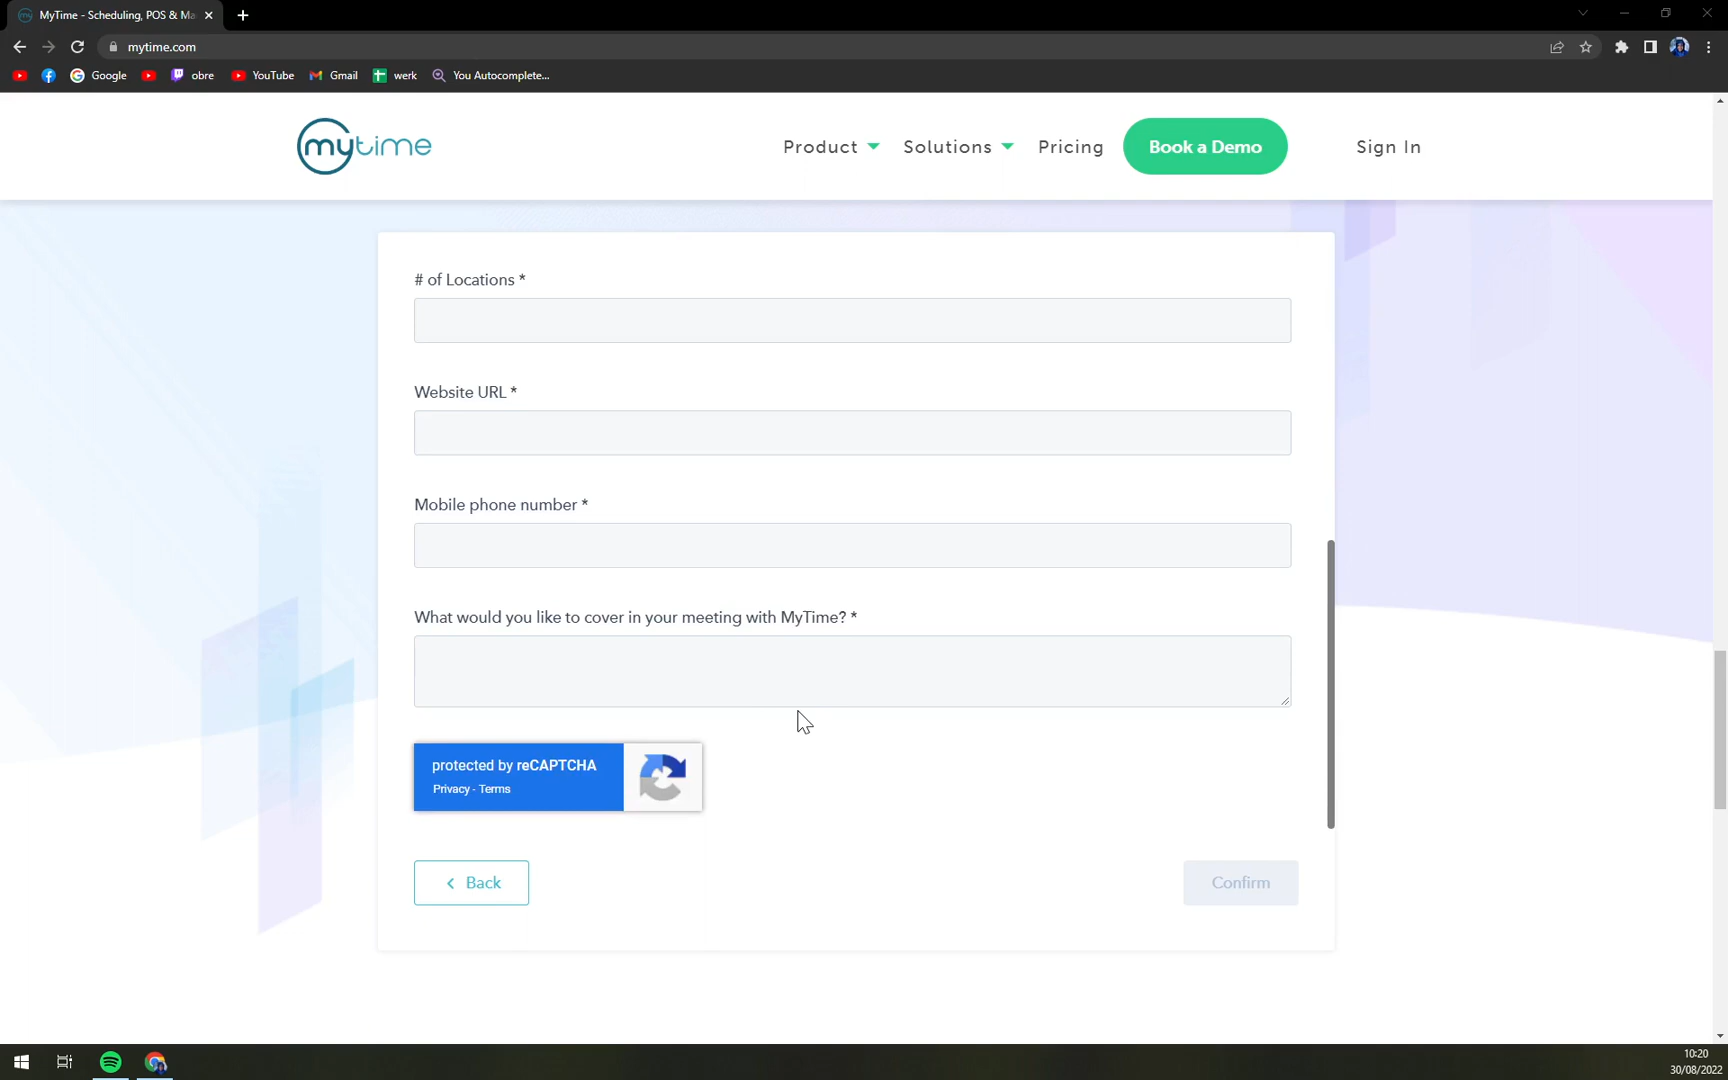 MyTime - Scheduling, POS & Ma
mytime.com
Google
obre
YouTube
Gmail
werk
You Autocomplete...
mytime
Product
Solutions
Pricing
Book a Demo
Sign In
# of Locations *
Website URL *
Mobile phone number *
What would you like to cover in your meeting with MyTime? *
protected by reCAPTCHA
Privacy - Terms
Back
Confirm
10:20
30/08/2022